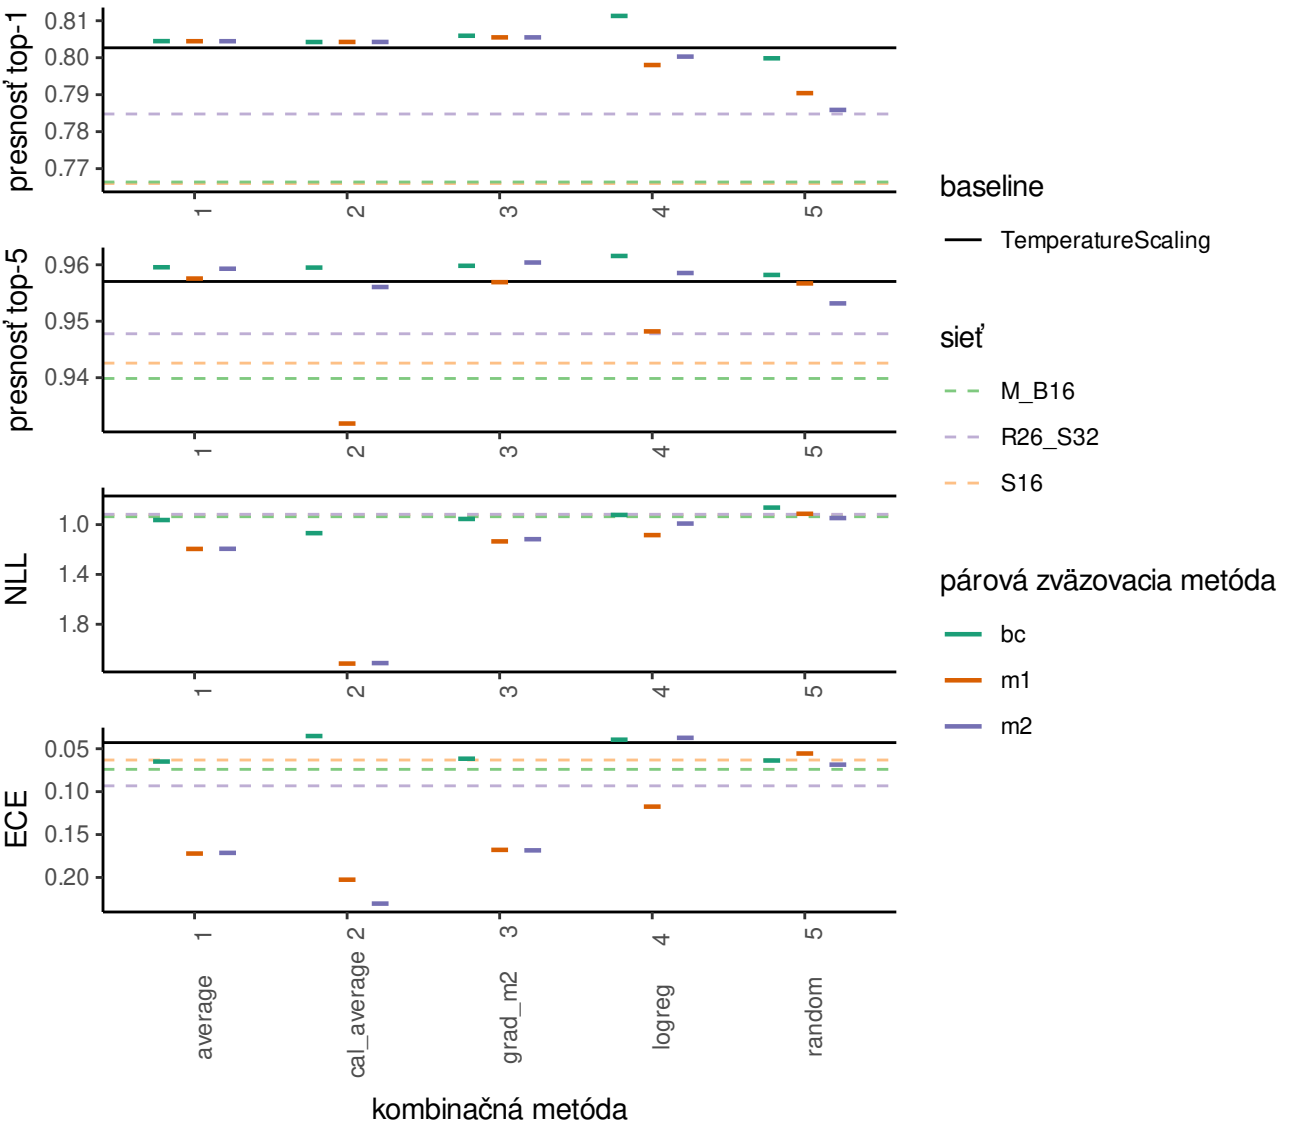 presnosť top-1
0.81
0.80
0.79
0.78
0.77
1 2 3 4 5
presnosť top-5
0.96
0.95
0.94
1 2 3 4 5
NLL
1.0
1.4
1.8
1 2 3 4 5
ECE
0.05
0.10
0.15
0.20
average 1
cal_average 2
grad_m2 3
logreg 4
random 5
kombinačná metóda
baseline
TemperatureScaling
sieť
M_B16
R26_S32
S16
párová zväzovacia metóda
bc
m1
m2